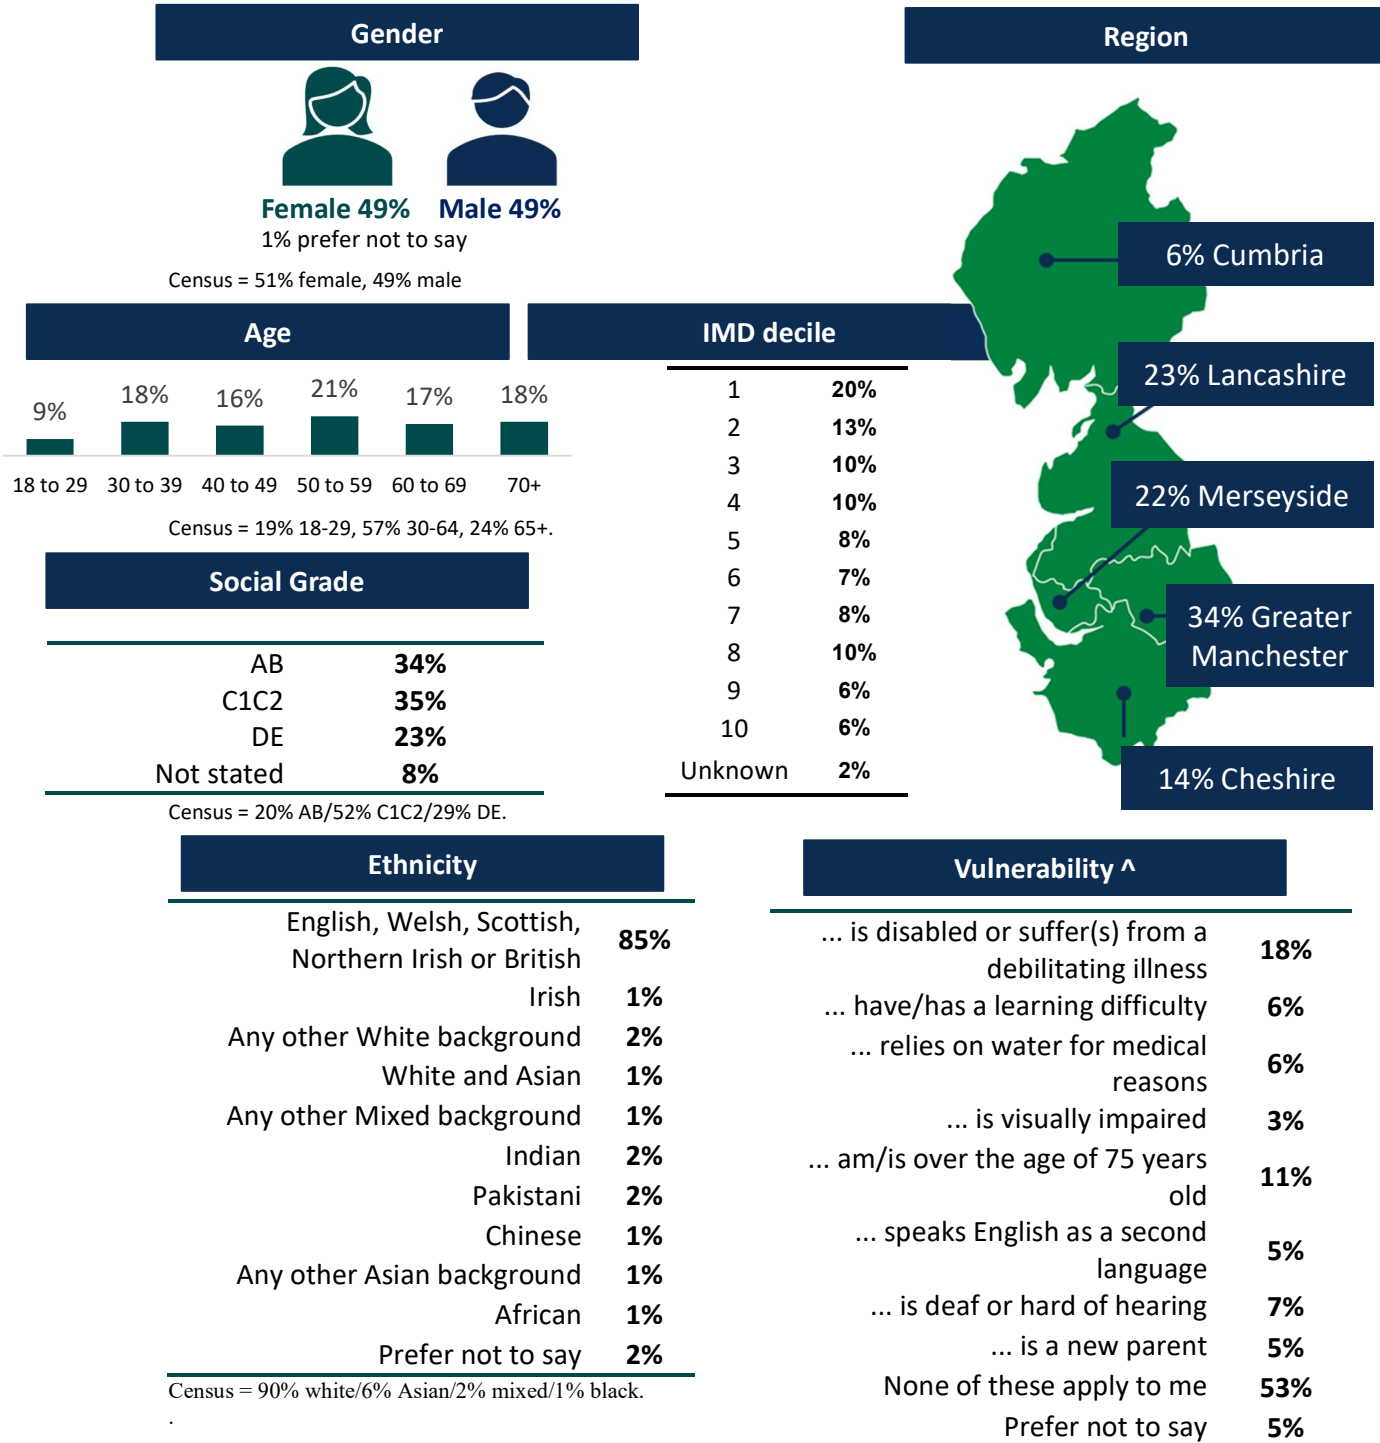 Gender
Female 49% Male 49%
1% prefer not to say
Census = 51% female, 49% male
Region
6% Cumbria
23% Lancashire
22% Merseyside
34% Greater
Manchester
14% Cheshire
Age
9% 18% 16% 21% 17% 18%
18 to 29 30 to 39 40 to 49 50 to 59 60 to 69 70+
Census = 19% 18-29, 57% 30-64, 24% 65+.
IMD decile
1 20%
2 13%
3 10%
4 10%
5 8%
6 7%
7 8%
8 10%
9 6%
10 6%
Unknown 2%
Social Grade
AB 34%
C1C2 35%
DE 23%
Not stated 8%
Census = 20% AB/52% C1C2/29% DE.
Ethnicity
English, Welsh, Scottish,
Northern Irish or British 85%
Irish 1%
Any other White background 2%
White and Asian 1%
Any other Mixed background 1%
Indian 2%
Pakistani 2%
Chinese 1%
Any other Asian background 1%
African 1%
Prefer not to say 2%
Census = 90% white/6% Asian/2% mixed/1% black.
.
Vulnerability ^
... is disabled or suffer(s) from a
debilitating illness 18%
... have/has a learning difficulty 6%
... relies on water for medical
reasons 6%
... is visually impaired 3%
... am/is over the age of 75 years
old 11%
... speaks English as a second
language 5%
... is deaf or hard of hearing 7%
... is a new parent 5%
None of these apply to me 53%
Prefer not to say 5%